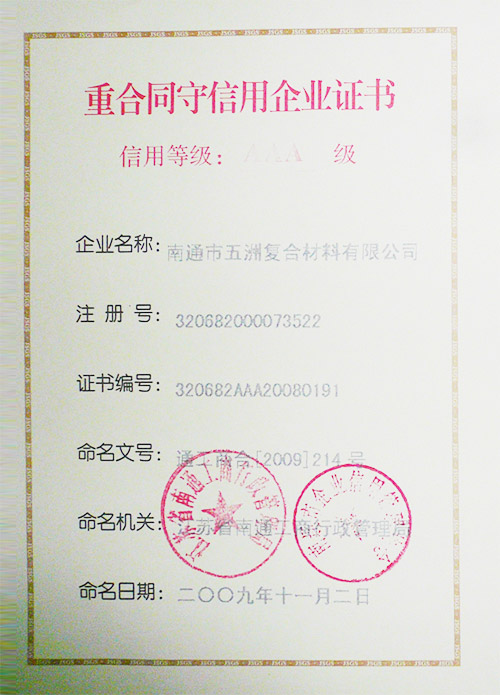 重合同守信用企业证书
信用等级: AAA 级
企业名称: 南通市五洲复合材料有限公司
注册号: 320682000073522
证书编号: 320682AAA20080191
命名文号: 通工商合[2009]214号
命名机关: 江苏省南通工商行政管理局
命名日期: 二〇〇九年十一月二日